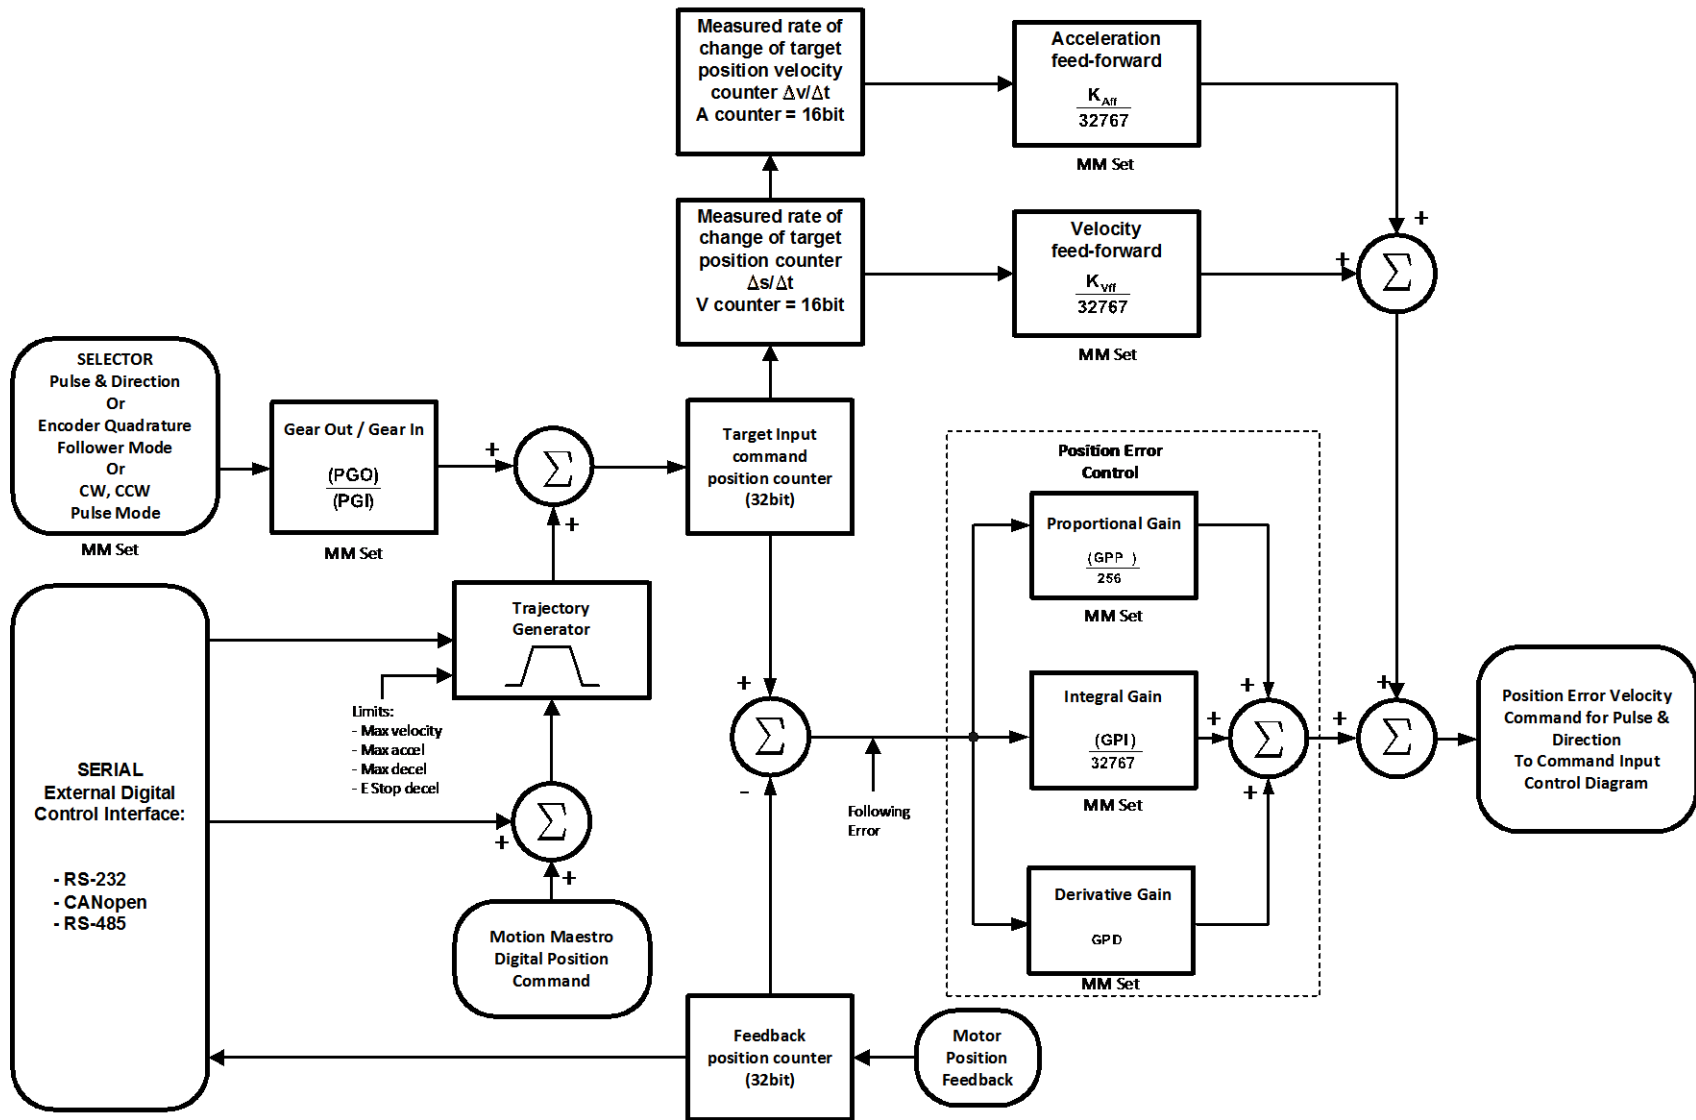 Measured rate of
change of target
position velocity
counter Δv/Δt
A counter = 16bit
Acceleration
feed-forward
K_Aff
32767
MM Set
Measured rate of
change of target
position counter
Δs/Δt
V counter = 16bit
Velocity
feed-forward
K_Vff
32767
MM Set
+
+
Σ
SELECTOR
Pulse & Direction
Or
Encoder Quadrature
Follower Mode
Or
CW, CCW
Pulse Mode
MM Set
Gear Out / Gear In
(PGO)
(PGI)
MM Set
+
Σ
+
Target Input
command
position counter
(32bit)
Position Error
Control
Proportional Gain
(GPP )
256
MM Set
Integral Gain
(GPI)
32767
MM Set
Derivative Gain
GPD
MM Set
+
+
+
Σ
+
+
Σ
Position Error Velocity
Command for Pulse &
Direction
To Command Input
Control Diagram
Trajectory
Generator
Limits:
- Max velocity
- Max accel
- Max decel
- E Stop decel
+
Σ
-
Following
Error
SERIAL
External Digital
Control Interface:
- RS-232
- CANopen
- RS-485
Σ
+
+
Motion Maestro
Digital Position
Command
Feedback
position counter
(32bit)
Motor
Position
Feedback